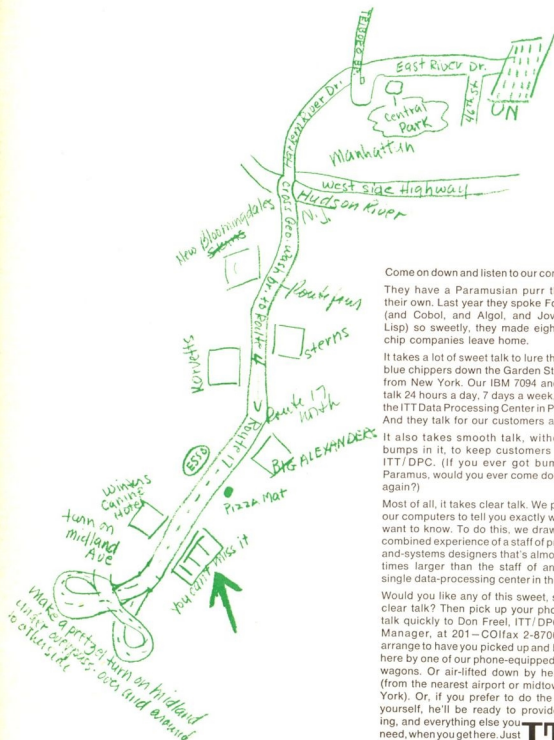 TRIBORO BR.
East River Dr.
Harlem River Dr.
Central
Park
46th St
UN
Manhattin
West side Highway
Hudson River
N.J.
Cross Geo. Wash Br. to Route 4
New Bloomingdales
Sterns
Route four
Sterns
Korvetts
Route 17
North
Route 17
ESSO
BIG ALEXANDERS
Pizza Mat
Winters
Canine
Hotel
turn on
midland
Ave
ITT
you can't miss it
make a pretzel turn on midland
under overpass - over and around
to other side
Come on down and listen to our com
They have a Paramusian purr t
their own. Last year they spoke Fo
(and Cobol, and Algol, and Jov
Lisp) so sweetly, they made eigh
chip companies leave home.
It takes a lot of sweet talk to lure th
blue chippers down the Garden St
from New York. Our IBM 7094 an
talk 24 hours a day, 7 days a week
the ITT Data Processing Center in P
And they talk for our customers a
It also takes smooth talk, with
bumps in it, to keep customers
ITT/DPC. (If you ever got bum
Paramus, would you ever come do
again?)
Most of all, it takes clear talk. We p
our computers to tell you exactly w
want to know. To do this, we draw
combined experience of a staff of p
and-systems designers that's almo
times larger than the staff of an
single data-processing center in th
Would you like any of this sweet, s
clear talk? Then pick up your pho
talk quickly to Don Freel, ITT/DP
Manager, at 201—COlfax 2-8700
arrange to have you picked up and
here by one of our phone-equipped
wagons. Or air-lifted down by he
(from the nearest airport or midtow
York). Or, if you prefer to do the
yourself, he'll be ready to provid
ing, and everything else you
need, when you get here. Just